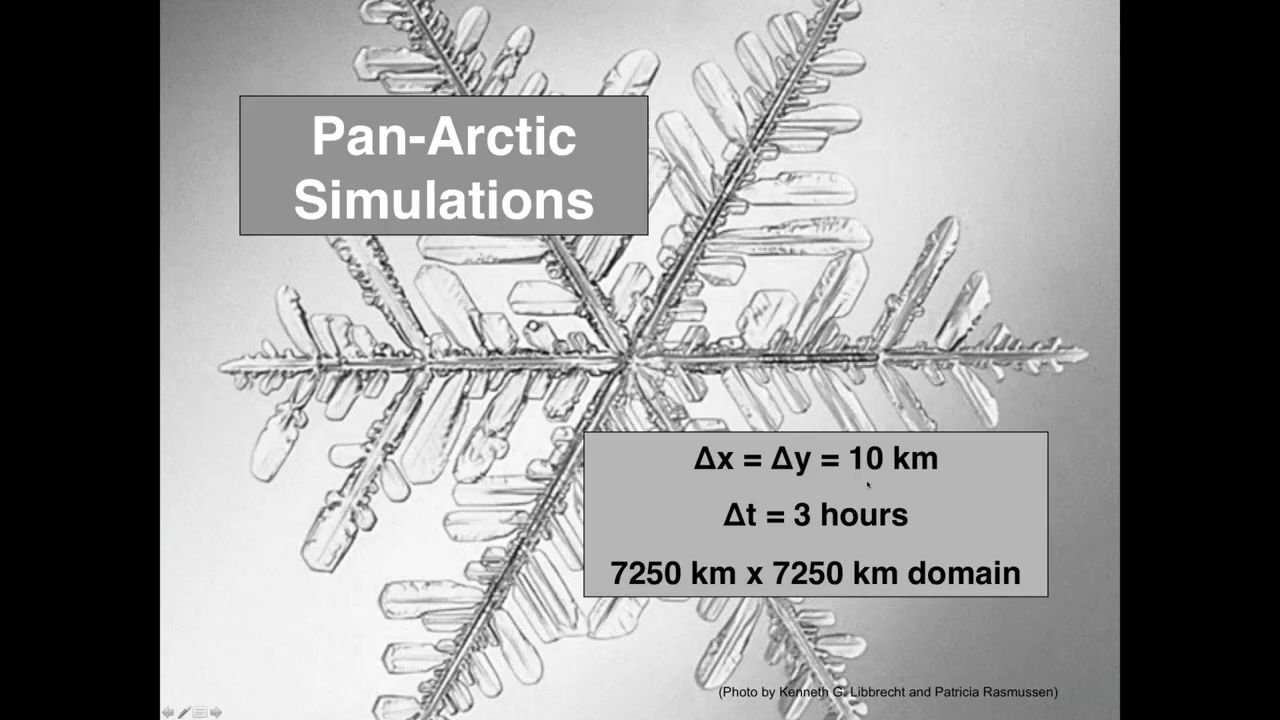 Pan-Arctic
Simulations
Δx = Δy = 10 km
Δt = 3 hours
7250 km x 7250 km domain
(Photo by Kenneth G. Libbrecht and Patricia Rasmussen)